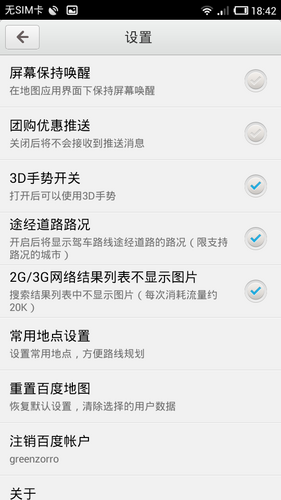 无SIM卡 18:42
设置
屏幕保持唤醒
在地图应用界面下保持屏幕唤醒
团购优惠推送
关闭后将不会接收到推送消息
3D手势开关
打开后可以使用3D手势
途经道路路况
开启后将显示驾车路线途经道路的路况（限支持
路况的城市）
2G/3G网络结果列表不显示图片
搜索结果列表中不显示图片（每次消耗流量约
20K）
常用地点设置
设置常用地点，方便路线规划
重置百度地图
恢复默认设置，清除选择的用户数据
注销百度帐户
greenzorro
关于